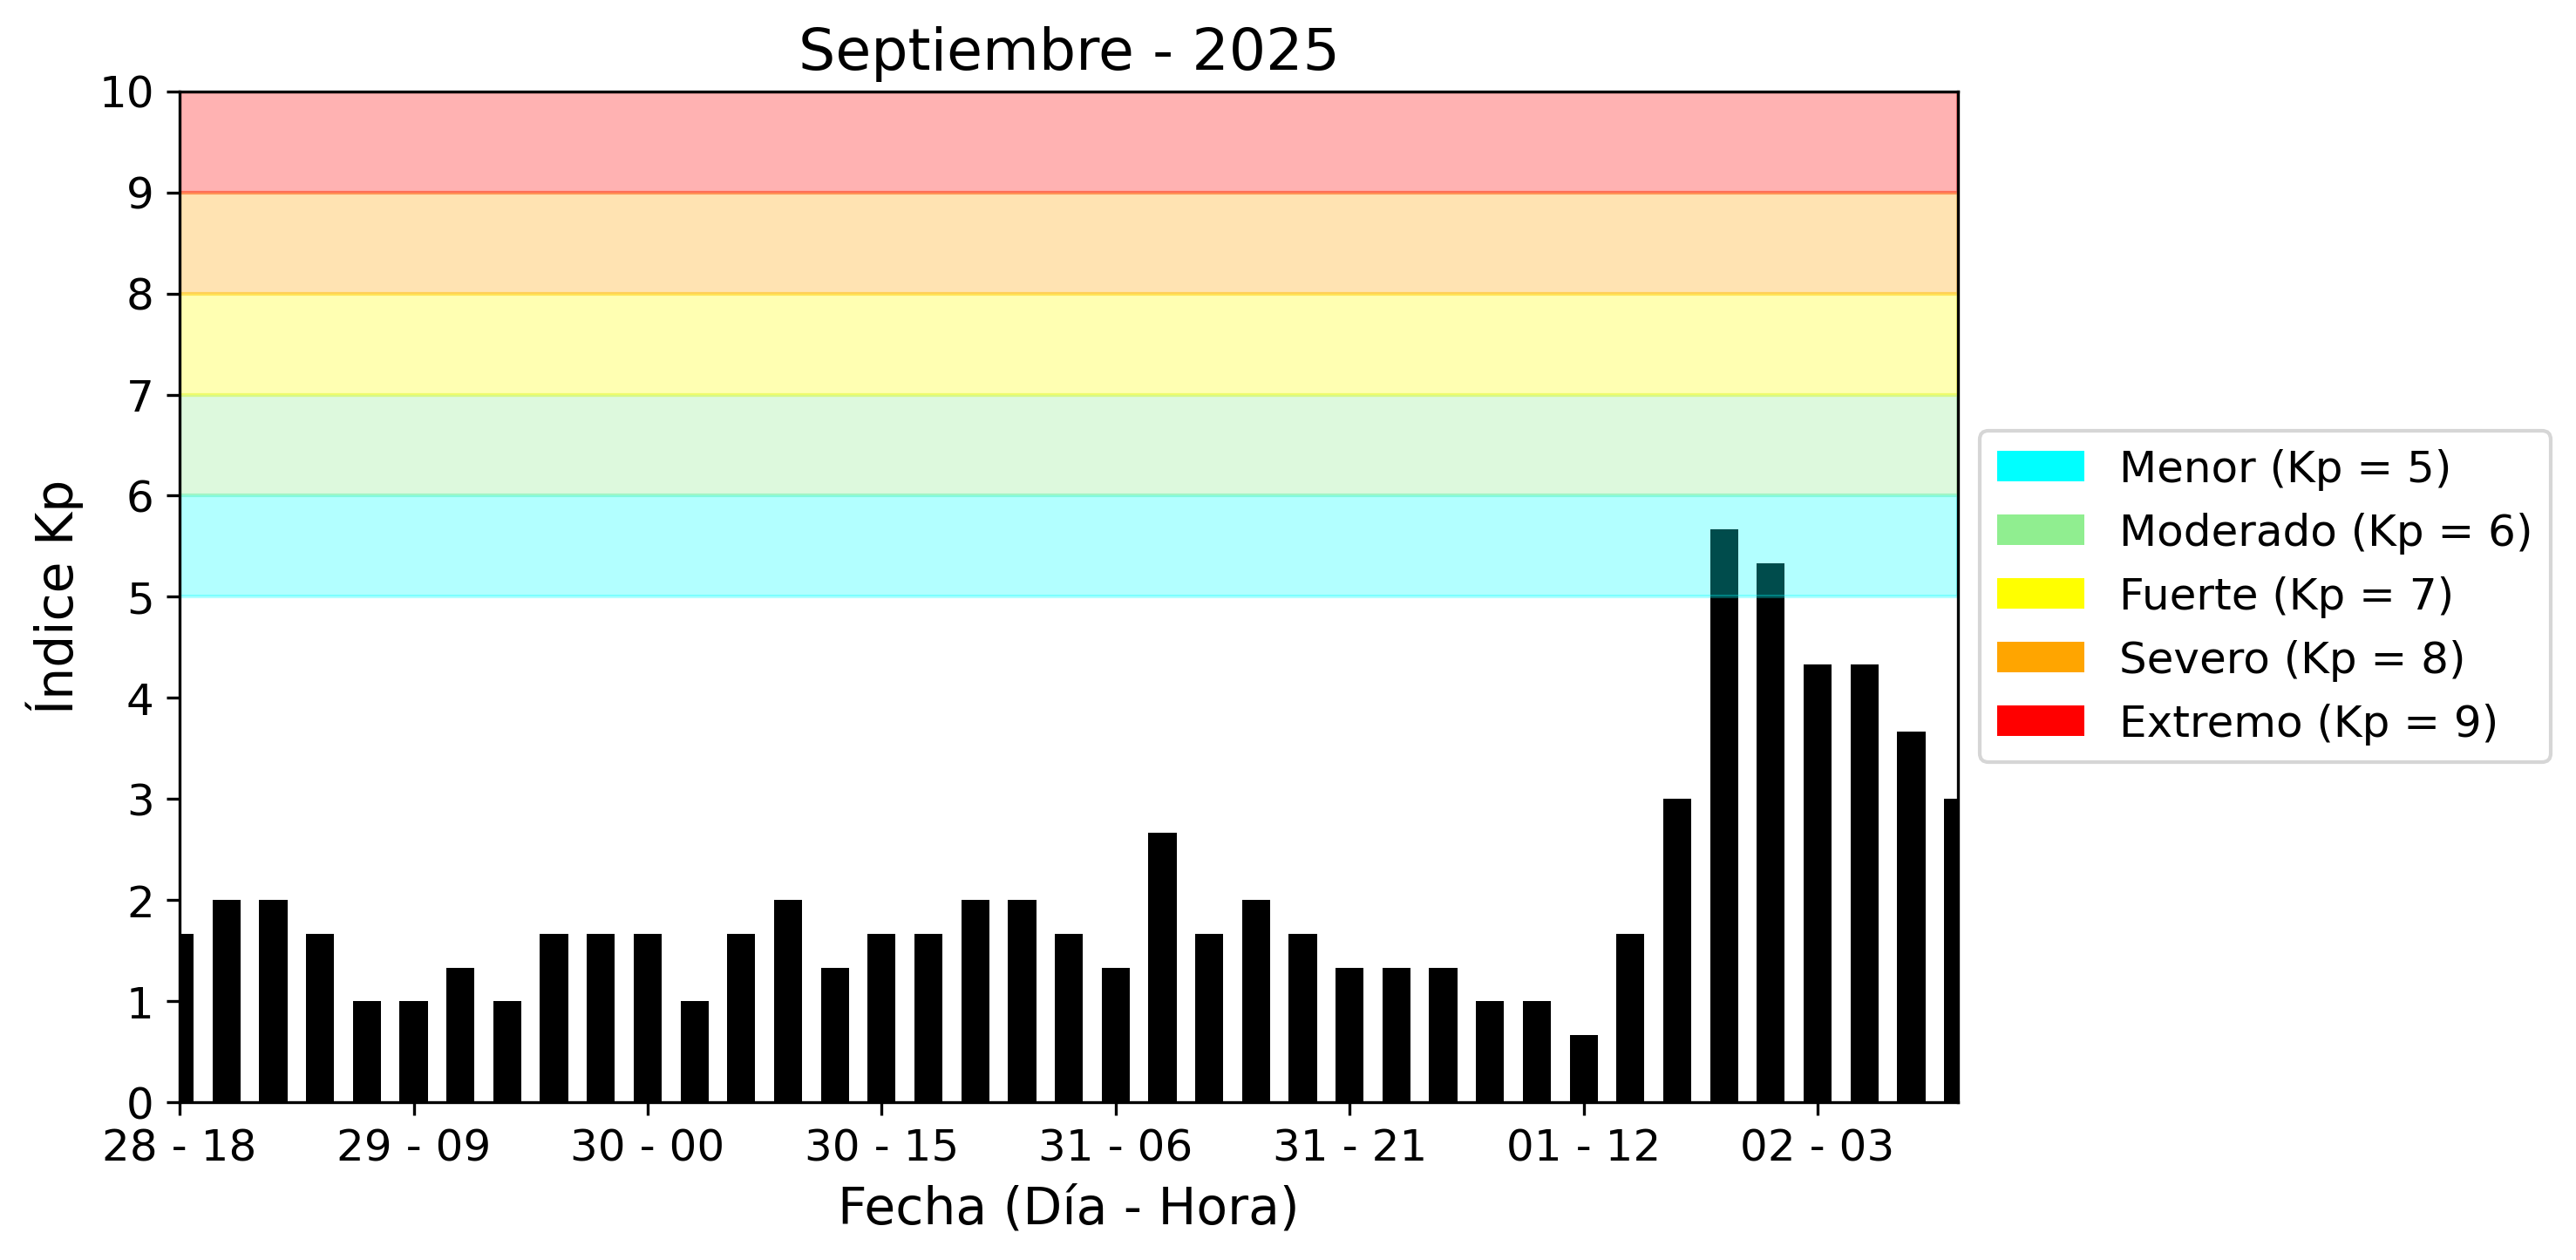 Septiembre - 2025
10
9
8
7
6
5
4
3
2
1
0
Índice Kp
28 - 18
29 - 09
30 - 00
30 - 15
31 - 06
31 - 21
01 - 12
02 - 03
Fecha (Día - Hora)
Menor (Kp = 5)
Moderado (Kp = 6)
Fuerte (Kp = 7)
Severo (Kp = 8)
Extremo (Kp = 9)